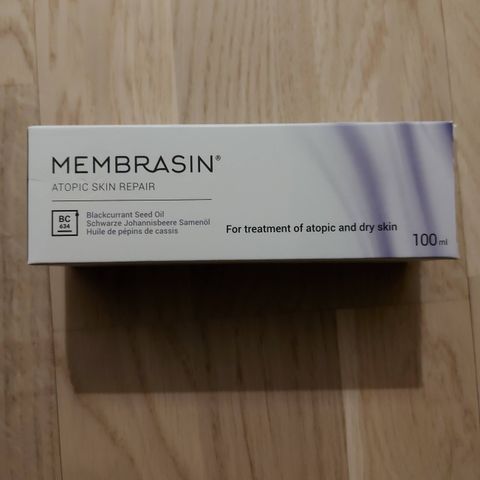 MEMBRASIN®
ATOPIC SKIN REPAIR
BC
634
Blackcurrant Seed Oil
Schwarze Johannisbeere Samenöl
Huile de pépins de cassis
For treatment of atopic and dry skin
100 ml